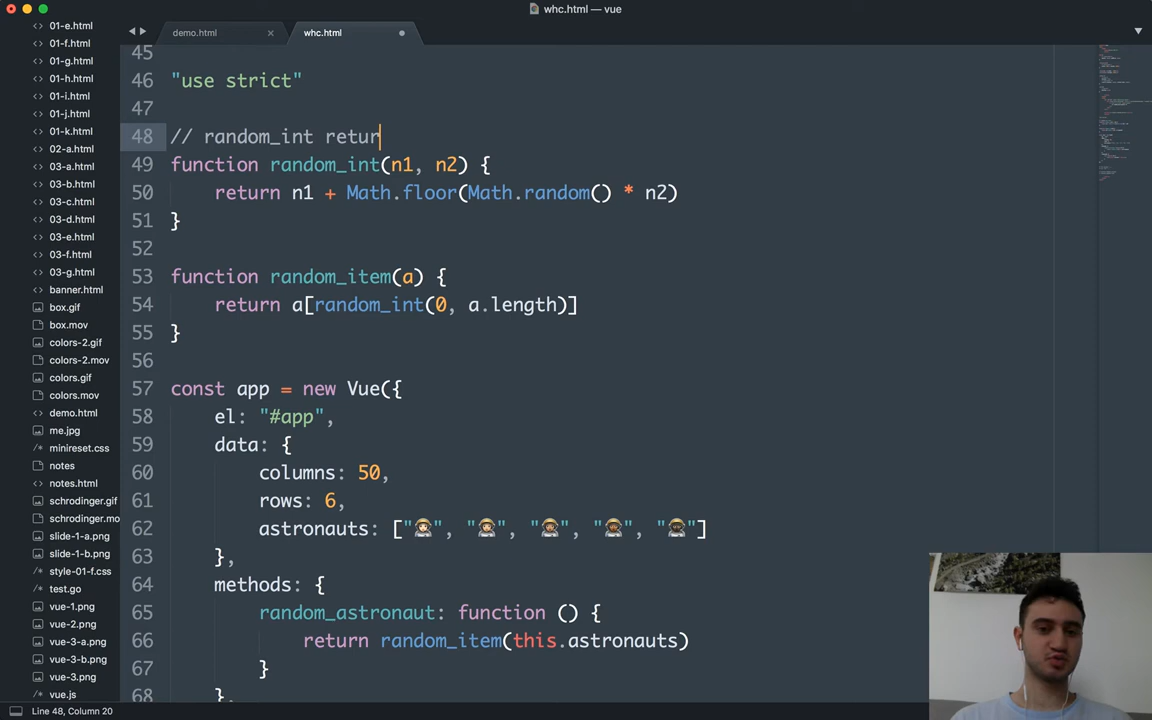 whc.html — vue
01-e.html
01-f.html
01-g.html
01-h.html
01-i.html
01-j.html
01-k.html
02-a.html
03-a.html
03-b.html
03-c.html
03-d.html
03-e.html
03-f.html
03-g.html
banner.html
box.gif
box.mov
colors-2.gif
colors-2.mov
colors.gif
colors.mov
demo.html
me.jpg
minireset.css
notes
notes.html
schrodinger.gif
schrodinger.mo
slide-1-a.png
slide-1-b.png
style-01-f.css
test.go
vue-1.png
vue-2.png
vue-3-a.png
vue-3-b.png
vue-3.png
vue.js
demo.html
whc.html
45
46 "use strict"
47
48 // random_int retur
49 function random_int(n1, n2) {
50 return n1 + Math.floor(Math.random() * n2)
51 }
52
53 function random_item(a) {
54 return a[random_int(0, a.length)]
55 }
56
57 const app = new Vue({
58 el: "#app",
59 data: {
60 columns: 50,
61 rows: 6,
62 astronauts: ["👩🏻‍🚀", "👩🏼‍🚀", "👩🏽‍🚀", "👩🏾‍🚀", "👩🏿‍🚀"]
63 },
64 methods: {
65 random_astronaut: function () {
66 return random_item(this.astronauts)
67 }
68 },
Line 48, Column 20